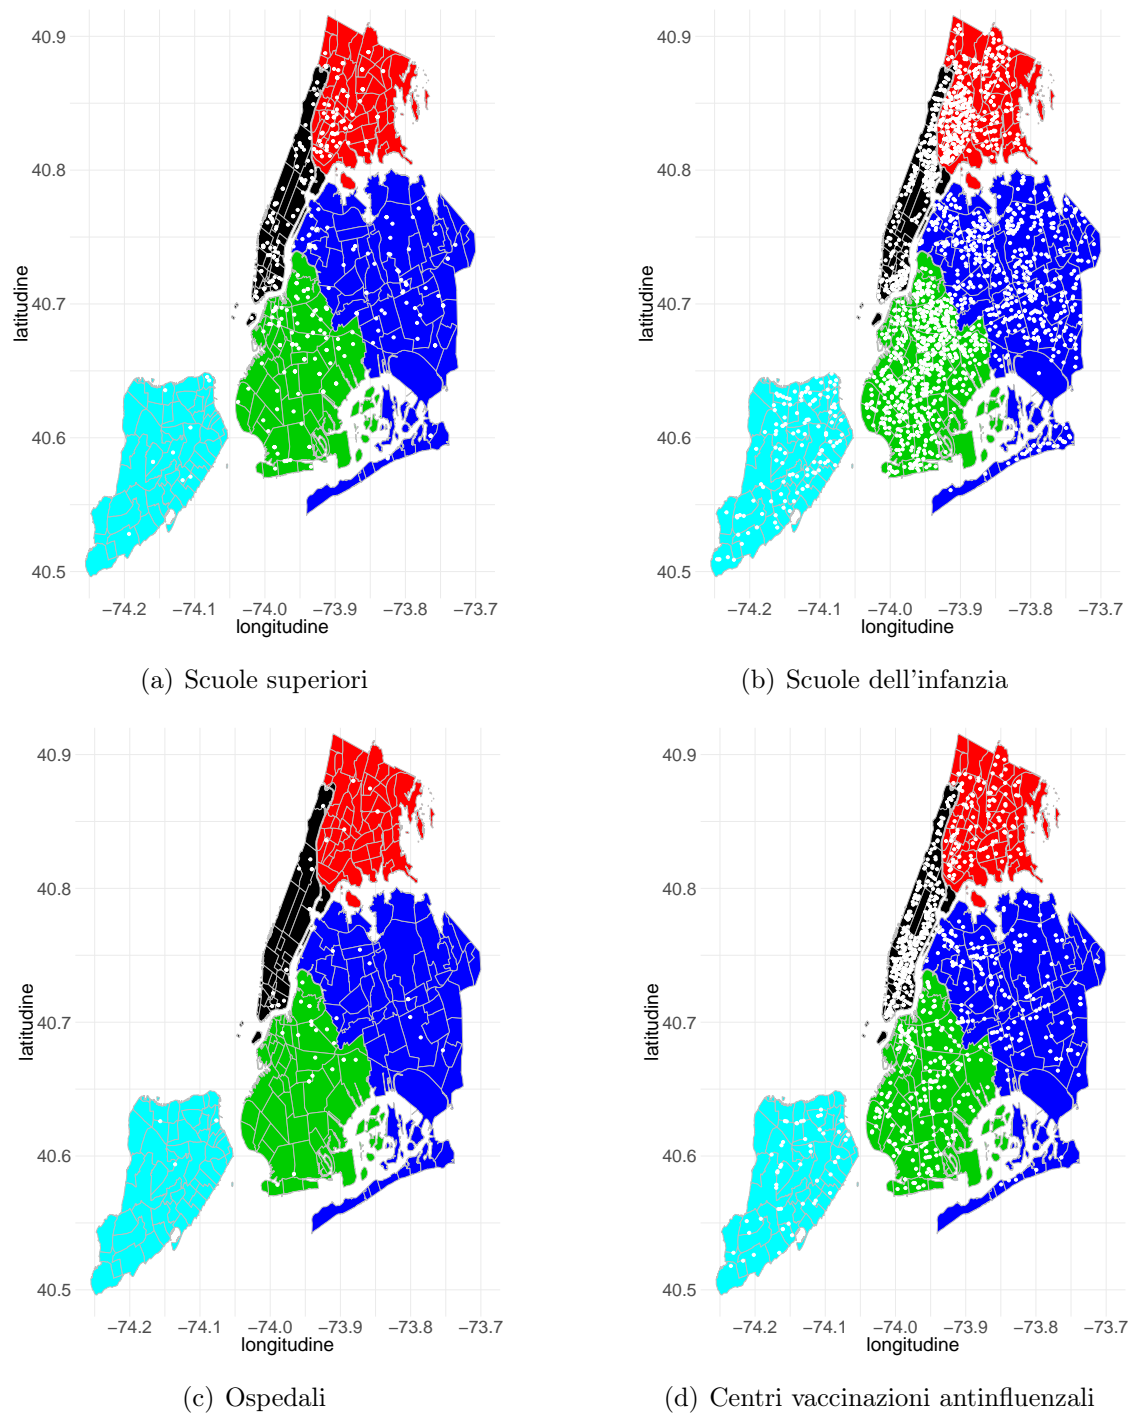 40.9
40.8
40.7
40.6
40.5
latitudine
−74.2 −74.1 −74.0 −73.9 −73.8 −73.7
longitudine
(a) Scuole superiori
40.9
40.8
40.7
40.6
40.5
latitudine
−74.2 −74.1 −74.0 −73.9 −73.8 −73.7
longitudine
(b) Scuole dell'infanzia
40.9
40.8
40.7
40.6
40.5
latitudine
−74.2 −74.1 −74.0 −73.9 −73.8 −73.7
longitudine
(c) Ospedali
40.9
40.8
40.7
40.6
40.5
latitudine
−74.2 −74.1 −74.0 −73.9 −73.8 −73.7
longitudine
(d) Centri vaccinazioni antinfluenzali